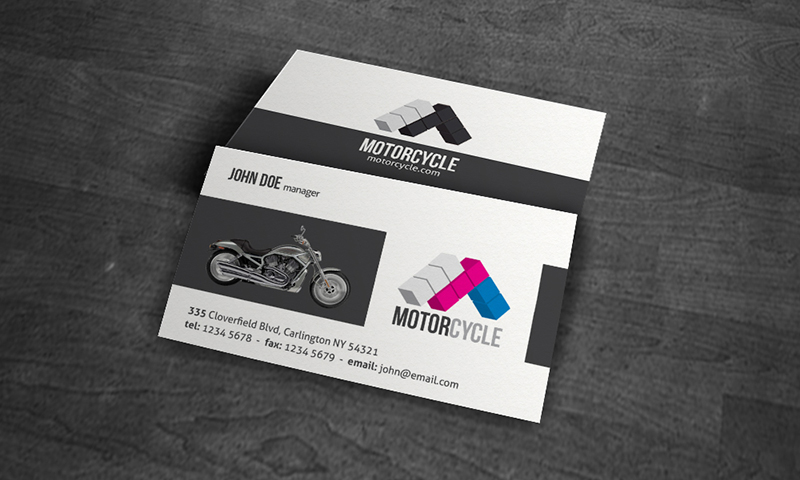 MOTORCYCLE
motorcycle.com
JOHN DOE manager
MOTORCYCLE
335 Cloverfield Blvd, Carlington NY 54321
tel: 1234 5678 - fax: 1234 5679 - email: john@email.com